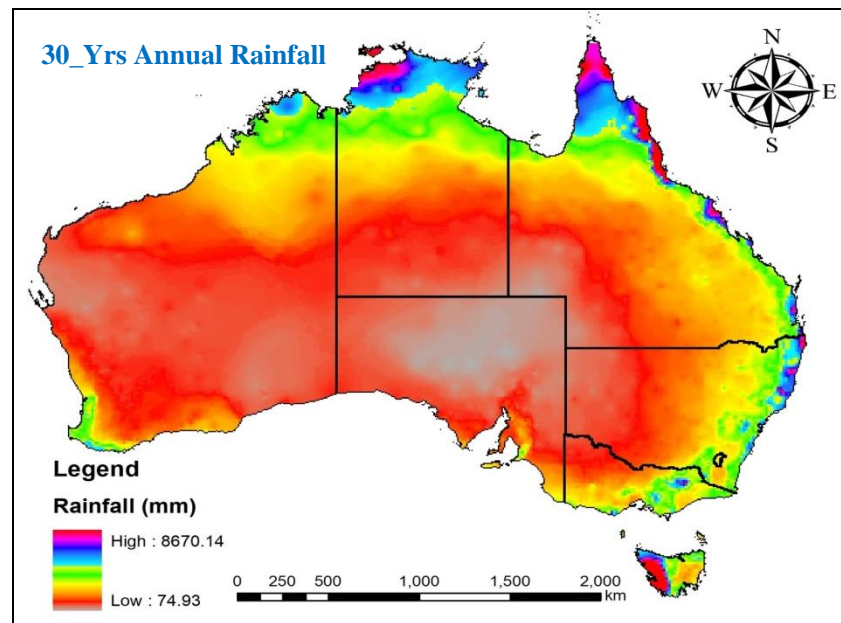 30_Yrs Annual Rainfall
N
W E
S
Legend
Rainfall (mm)
High : 8670.14
Low : 74.93
0 250 500 1,000 1,500 2,000
km